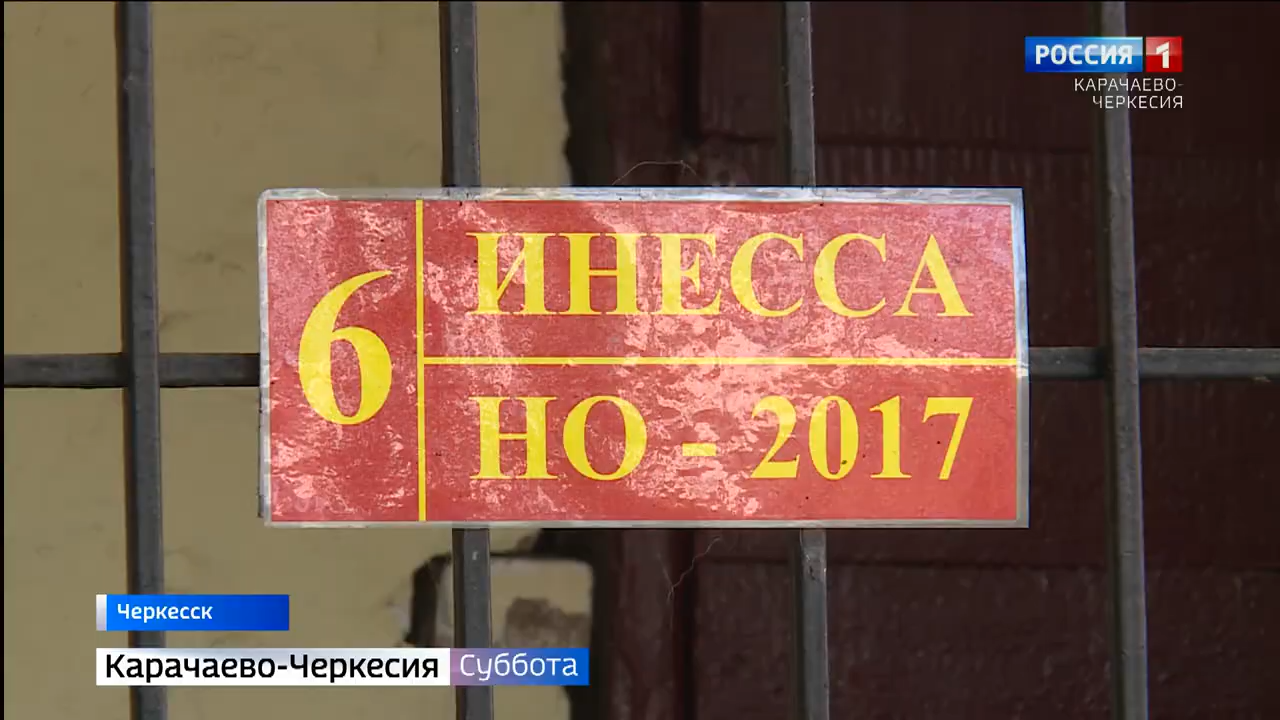 РОССИЯ 1
КАРАЧАЕВО-
ЧЕРКЕСИЯ
6
ИНЕССА
НО - 2017
Черкесск
Карачаево-Черкесия Суббота